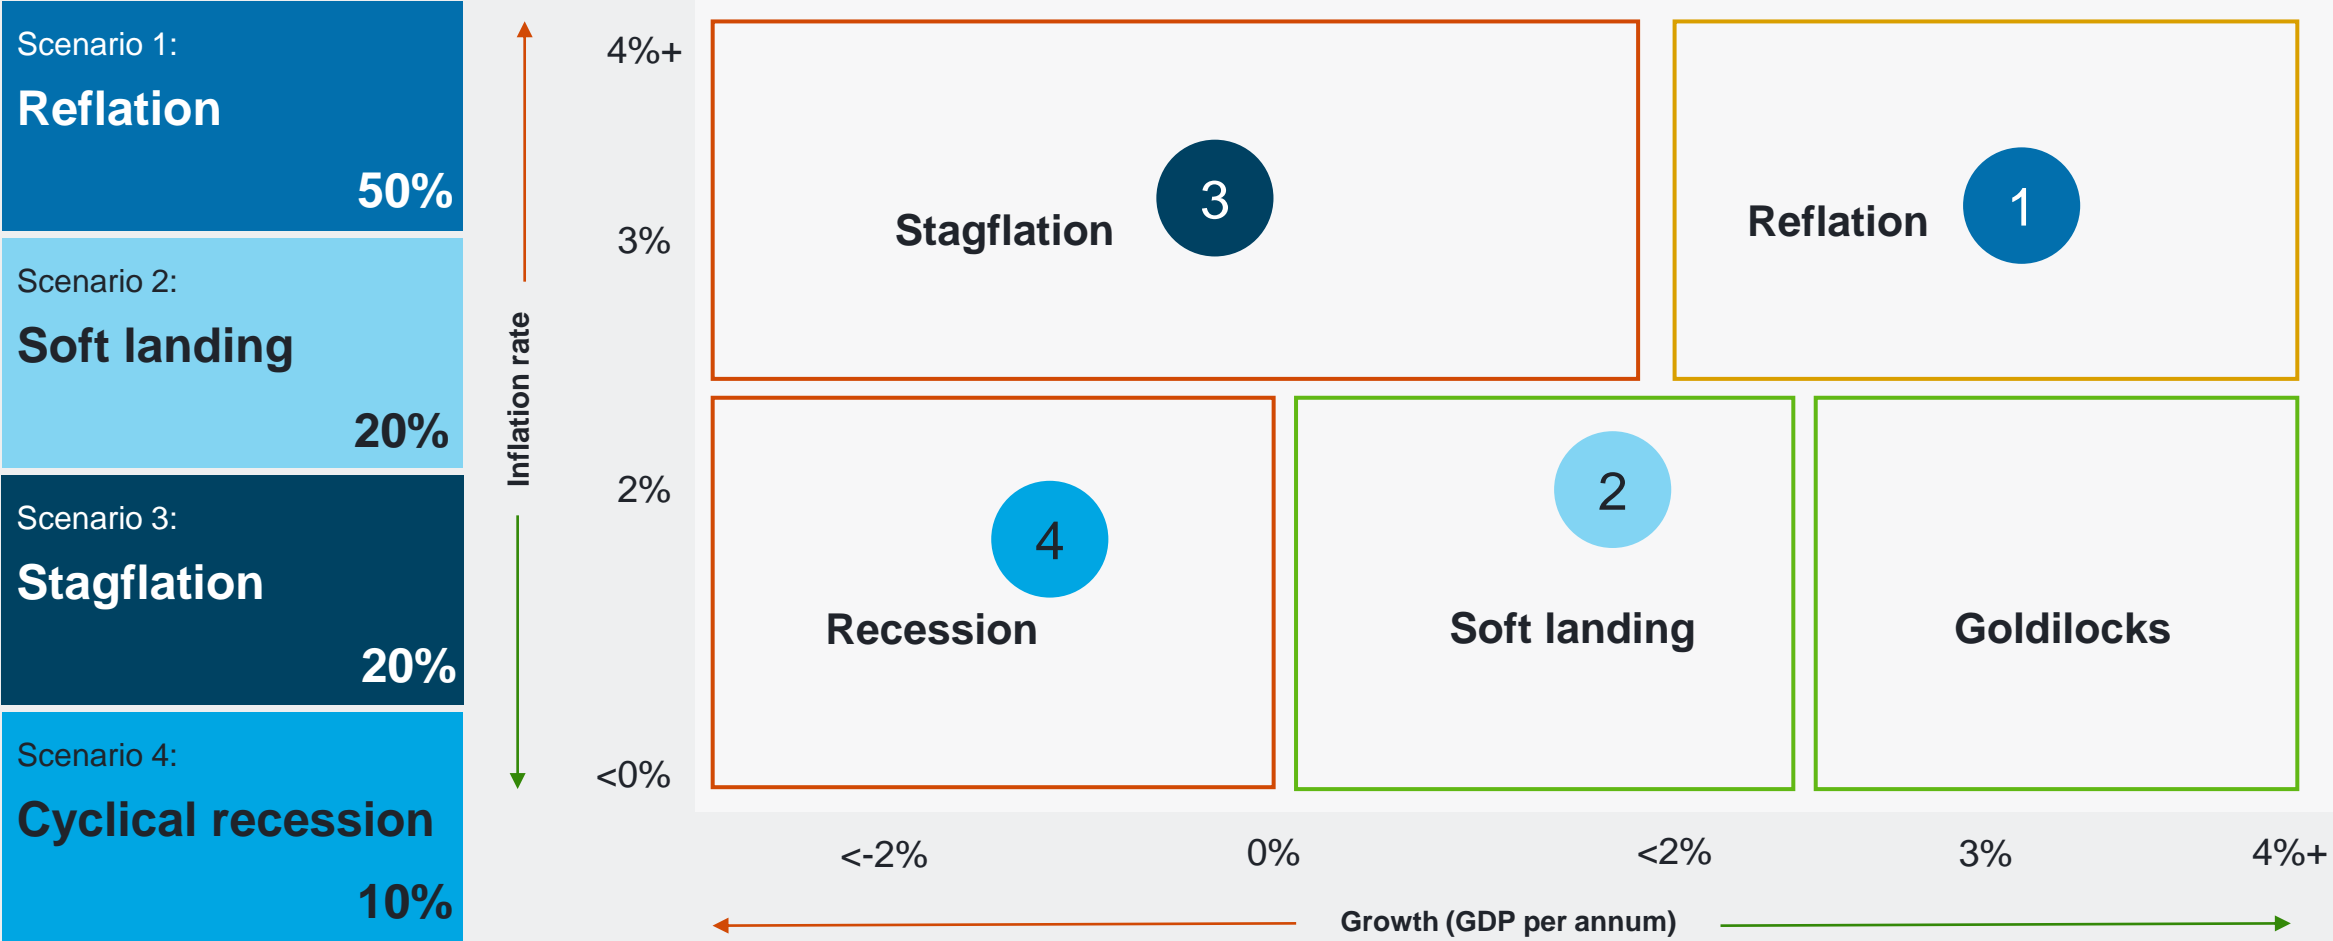 Scenario 1:
Reflation
50%
Scenario 2:
Soft landing
20%
Scenario 3:
Stagflation
20%
Scenario 4:
Cyclical recession
10%
Inflation rate
4%+
3%
2%
<0%
Stagflation
3
Reflation
1
4
Recession
2
Soft landing
Goldilocks
<-2%
0%
<2%
3%
4%+
Growth (GDP per annum)